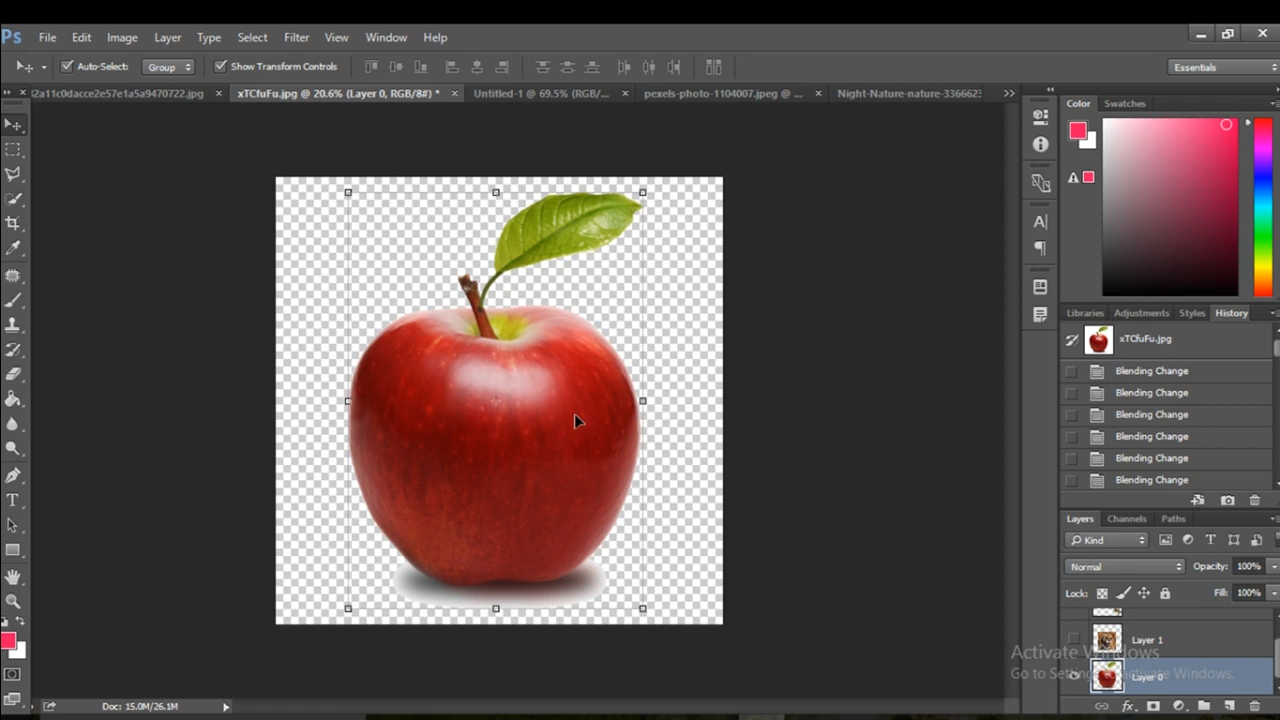 Ps File Edit Image Layer Type Select Filter View Window Help
Auto-Select: Group Show Transform Controls Essentials
!2a11c0dacce2e57e1a5a9470722.jpg × xTCfuFu.jpg @ 20.6% (Layer 0, RGB/8#) * × Untitled-1 @ 69.5% (RGB/... × pexels-photo-1104007.jpeg @ ... × Night-Nature-nature-3366623
Color Swatches
Libraries Adjustments Styles History
xTCfuFu.jpg
Blending Change
Blending Change
Blending Change
Blending Change
Blending Change
Blending Change
Layers Channels Paths
Kind
Normal Opacity: 100%
Lock: Fill: 100%
Layer 1
Activate Windows
Go to Settings to activate Windows.
Layer 0
Doc: 15.0M/26.1M